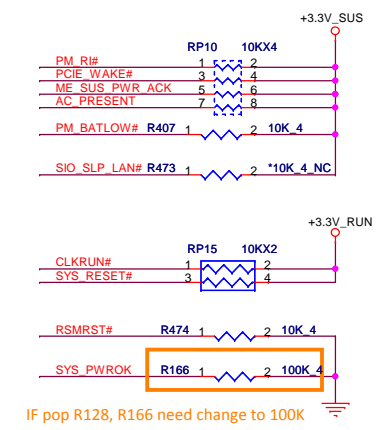 +3.3V_SUS
RP10 10KX4
PM_RI# 1 2
PCIE_WAKE# 3 4
ME_SUS_PWR_ACK 5 6
AC_PRESENT 7 8
PM_BATLOW# R407 1 2 10K_4
SIO_SLP_LAN# R473 1 2 *10K_4_NC
+3.3V_RUN
RP15 10KX2
CLKRUN# 1 2
SYS_RESET# 3 4
RSMRST# R474 1 2 10K_4
SYS_PWROK R166 1 2 100K_4
IF pop R128, R166 need change to 100K